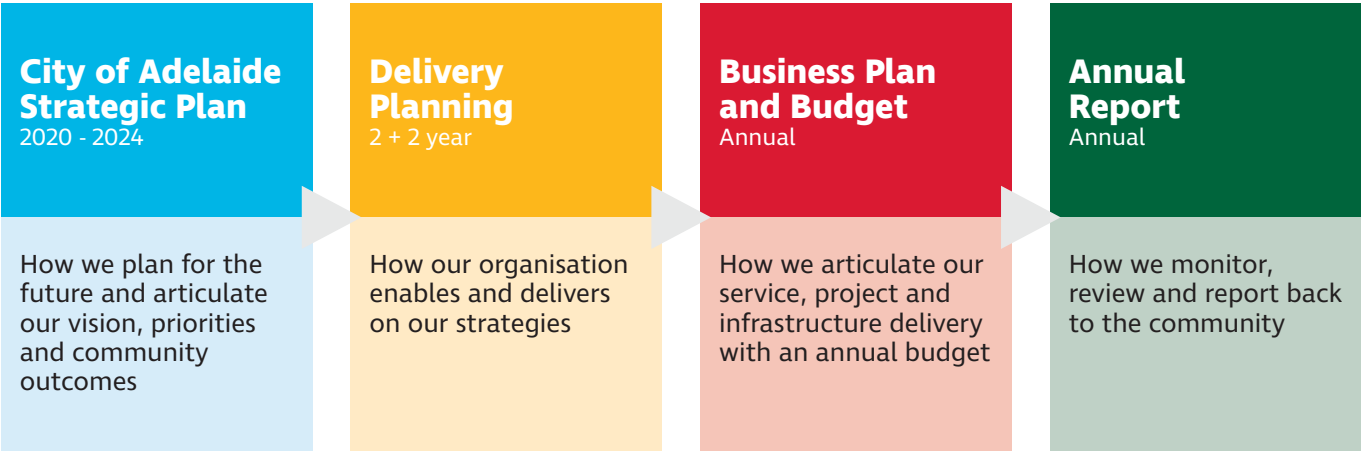 City of Adelaide
Strategic Plan
2020 - 2024
How we plan for the
future and articulate
our vision, priorities
and community
outcomes
Delivery
Planning
2 + 2 year
How our organisation
enables and delivers
on our strategies
Business Plan
and Budget
Annual
How we articulate our
service, project and
infrastructure delivery
with an annual budget
Annual
Report
Annual
How we monitor,
review and report back
to the community